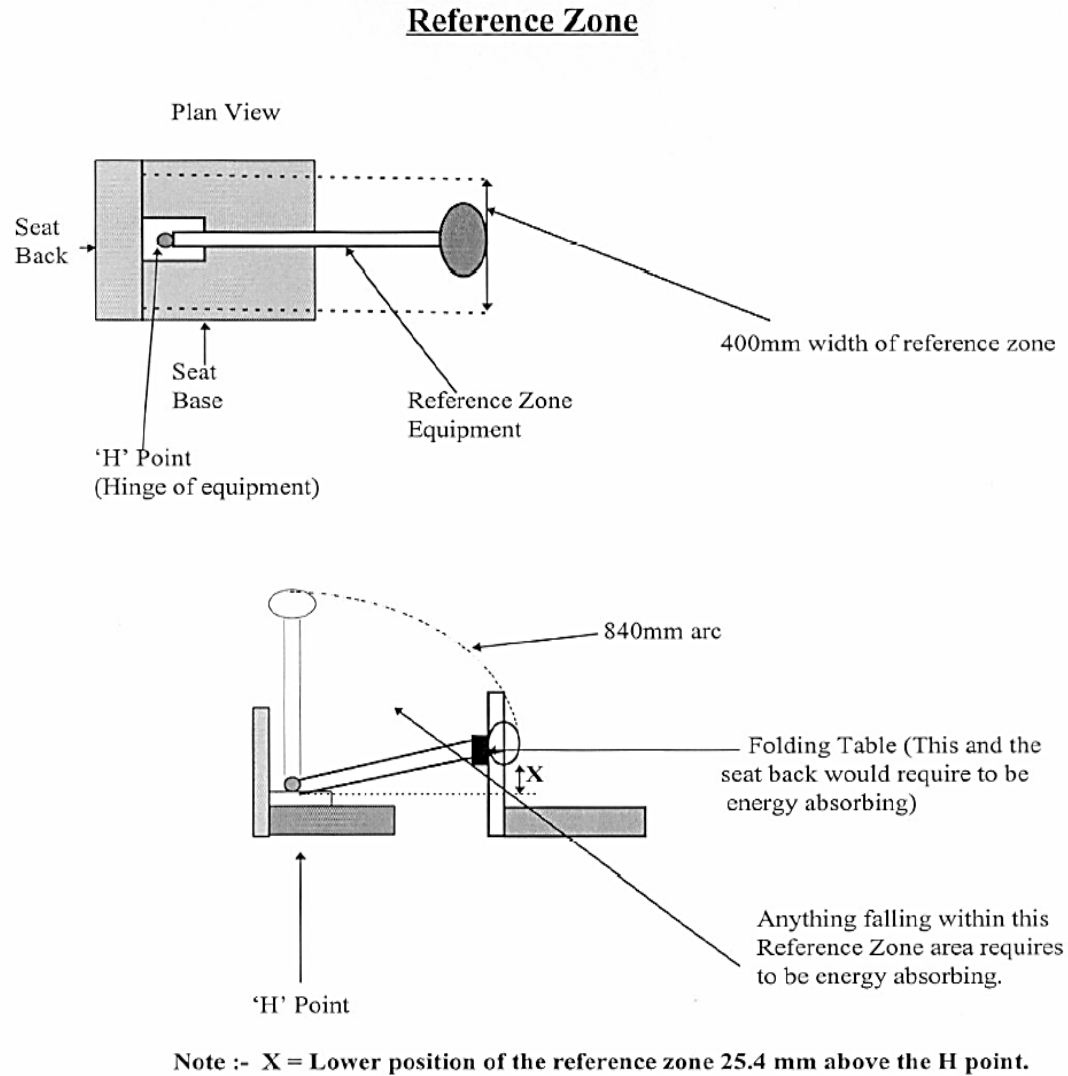 Reference Zone
Plan View
Seat
Back
400mm width of reference zone
Seat
Base
Reference Zone
Equipment
‘H’ Point
(Hinge of equipment)
840mm arc
X
Folding Table (This and the
seat back would require to be
energy absorbing)
Anything falling within this
Reference Zone area requires
to be energy absorbing.
‘H’ Point
Note :- X = Lower position of the reference zone 25.4 mm above the H point.